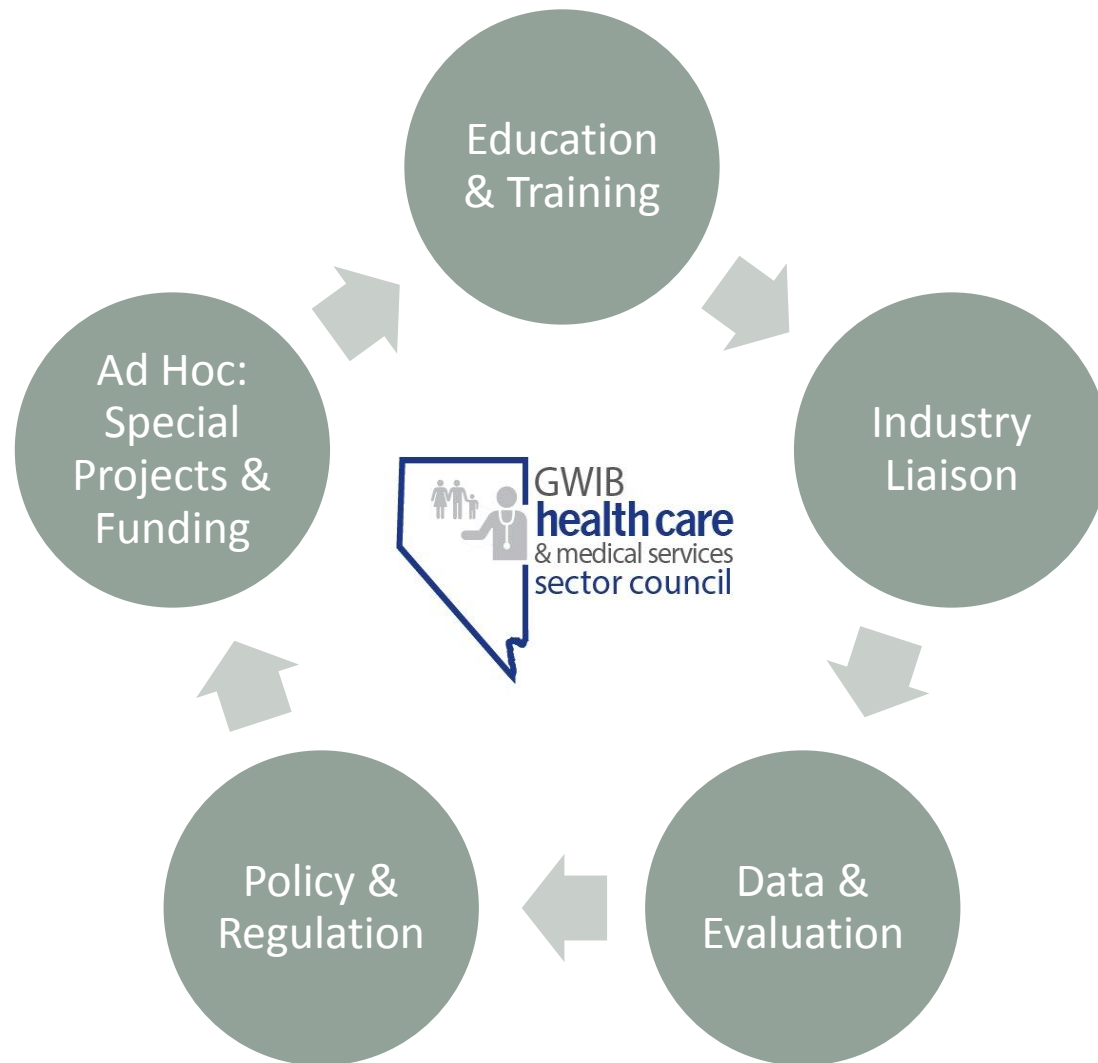 Education
& Training
Industry
Liaison
Data &
Evaluation
Policy &
Regulation
Ad Hoc:
Special
Projects &
Funding
GWIB
health care
& medical services
sector council